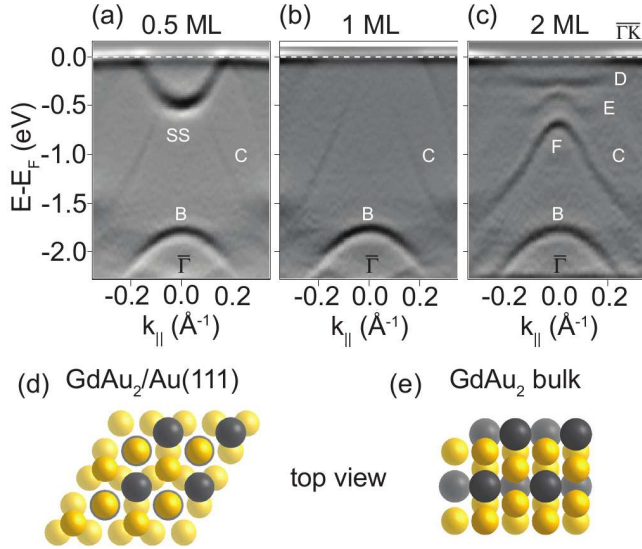 (a) 0.5 ML
(b) 1 ML
(c) 2 ML
Γ̅K̅
E-E_F (eV)
0.0
-0.5
-1.0
-1.5
-2.0
SS
C
B
Γ̅
C
B
Γ̅
D
E
F
C
B
Γ̅
-0.2 0.0 0.2
-0.2 0.0 0.2
-0.2 0.0 0.2
k_|| (Å⁻¹)
k_|| (Å⁻¹)
k_|| (Å⁻¹)
(d) GdAu₂/Au(111)
(e) GdAu₂ bulk
top view